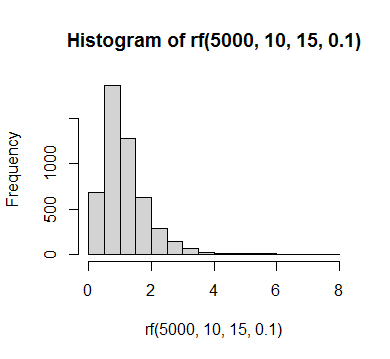 Histogram of rf(5000, 10, 15, 0.1)
Frequency
1000
500
0
0 2 4 6 8
rf(5000, 10, 15, 0.1)